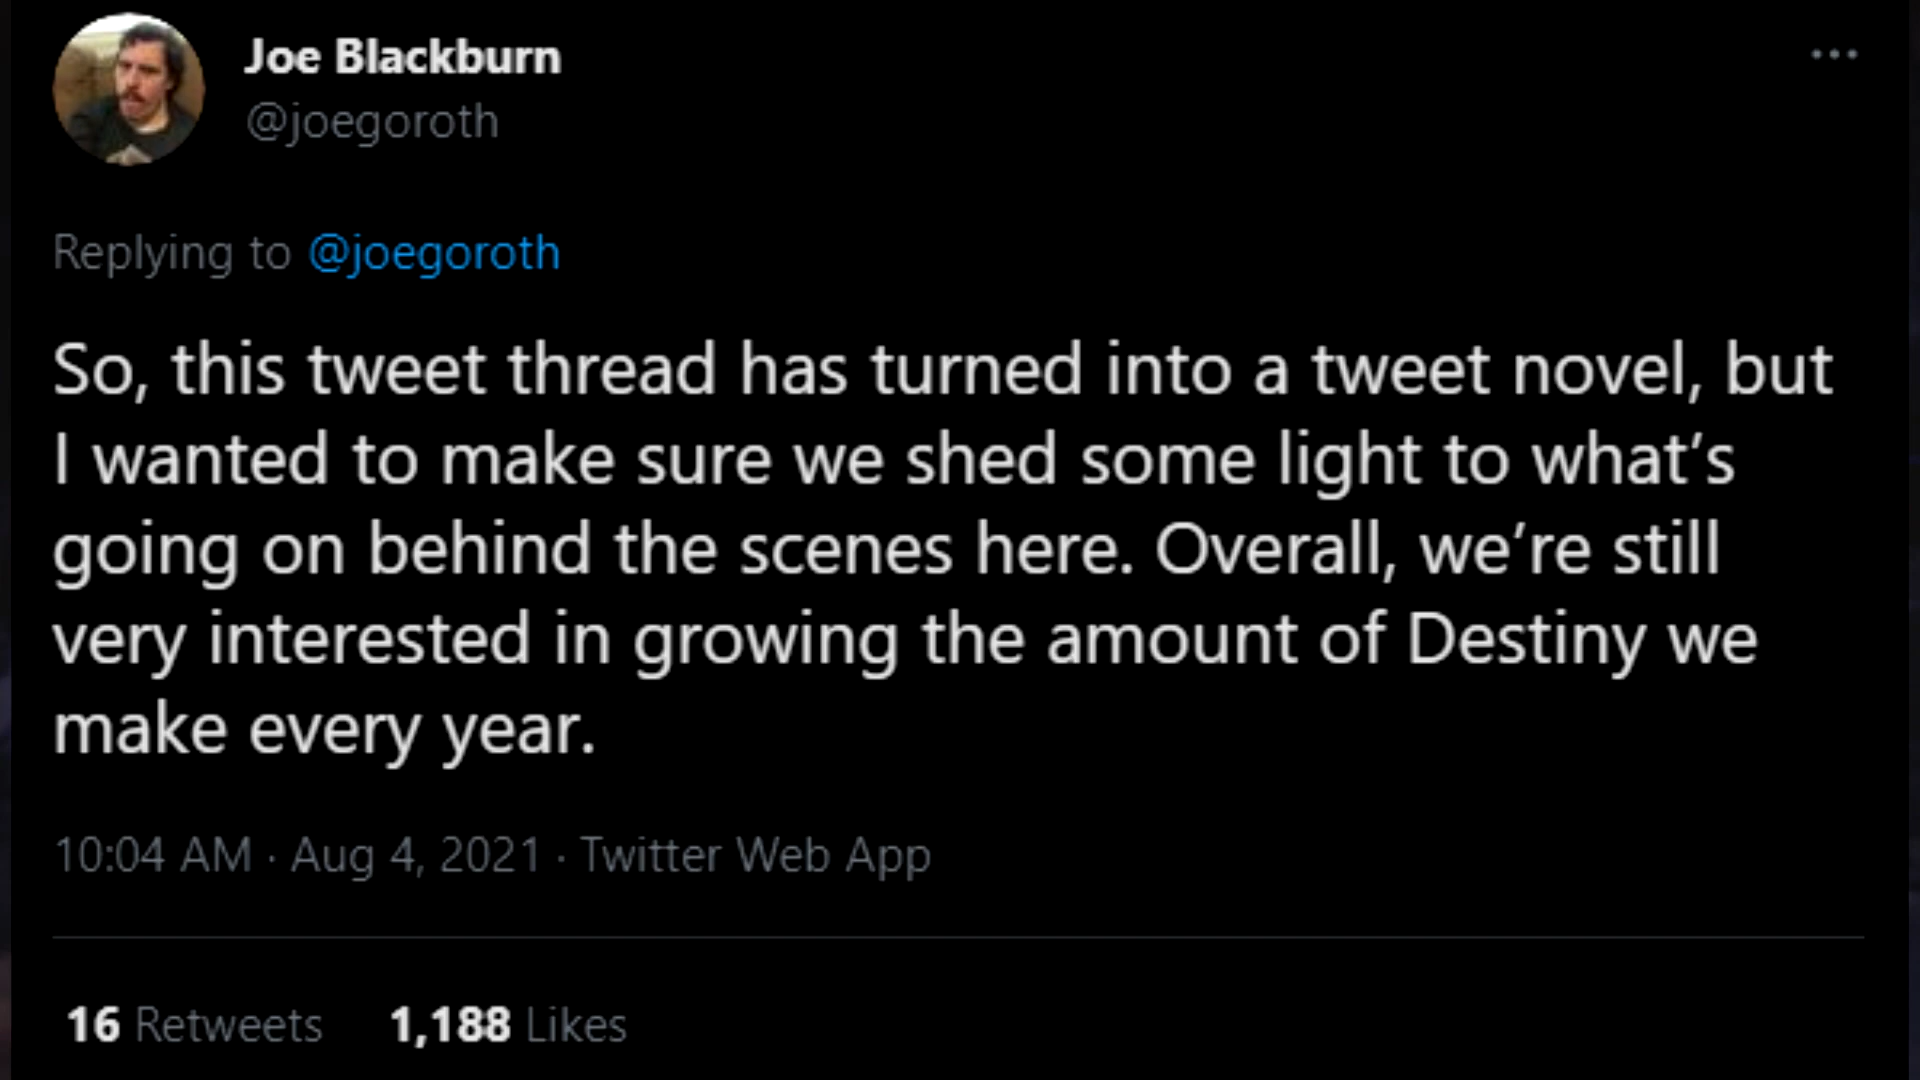 Joe Blackburn
@joegoroth
Replying to @joegoroth
So, this tweet thread has turned into a tweet novel, but
I wanted to make sure we shed some light to what’s
going on behind the scenes here. Overall, we’re still
very interested in growing the amount of Destiny we
make every year.
10:04 AM · Aug 4, 2021 · Twitter Web App
16 Retweets 1,188 Likes